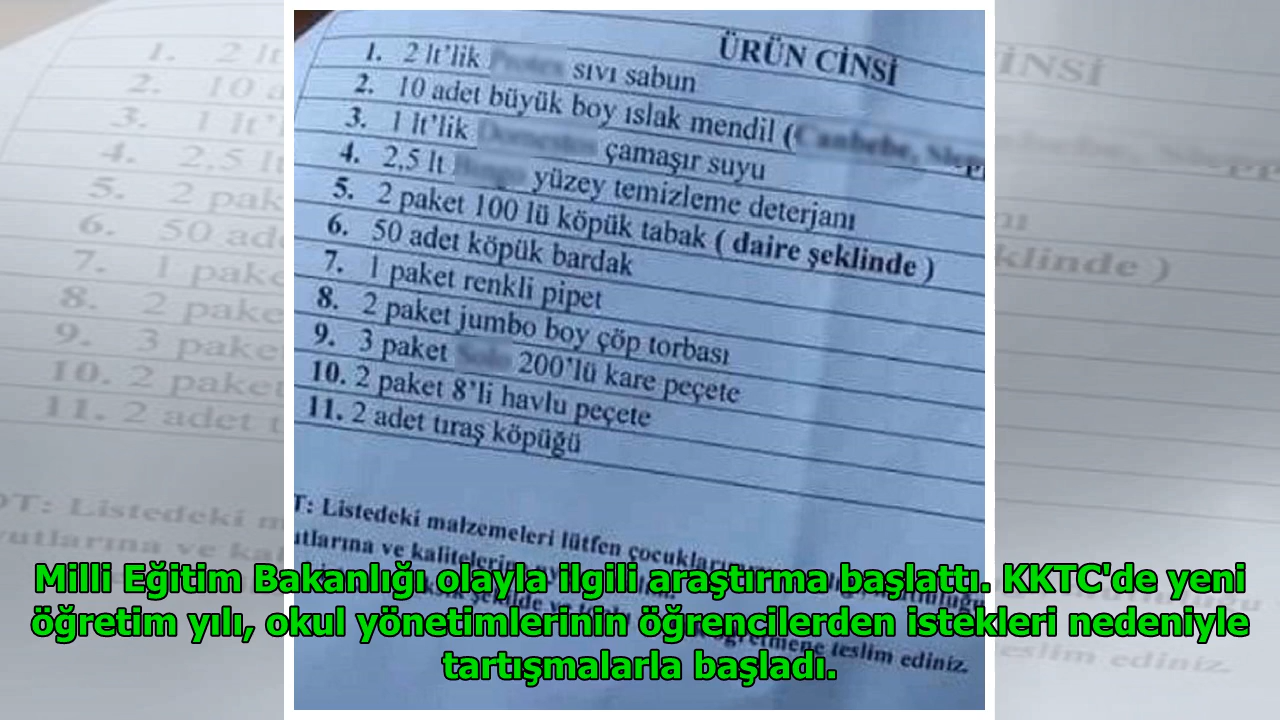 ÜRÜN CİNSİ
1. 2 lt'lik sıvı sabun
2. 10 adet büyük boy ıslak mendil (
3. 1 lt'lik çamaşır suyu
4. 2,5 lt yüzey temizleme deterjanı
5. 2 paket 100 lü köpük tabak ( daire şeklinde )
6. 50 adet köpük bardak
7. 1 paket renkli pipet
8. 2 paket jumbo boy çöp torbası
9. 3 paket 200'lü kare peçete
10. 2 paket 8'li havlu peçete
11. 2 adet tıraş köpüğü
T: Listedeki malzemeleri lütfen
ve
şekilde ve teslim ediniz.
Milli Eğitim Bakanlığı olayla ilgili araştırma başlattı. KKTC'de yeni
öğretim yılı, okul yönetimlerinin öğrencilerden istekleri nedeniyle
tartışmalarla başladı.